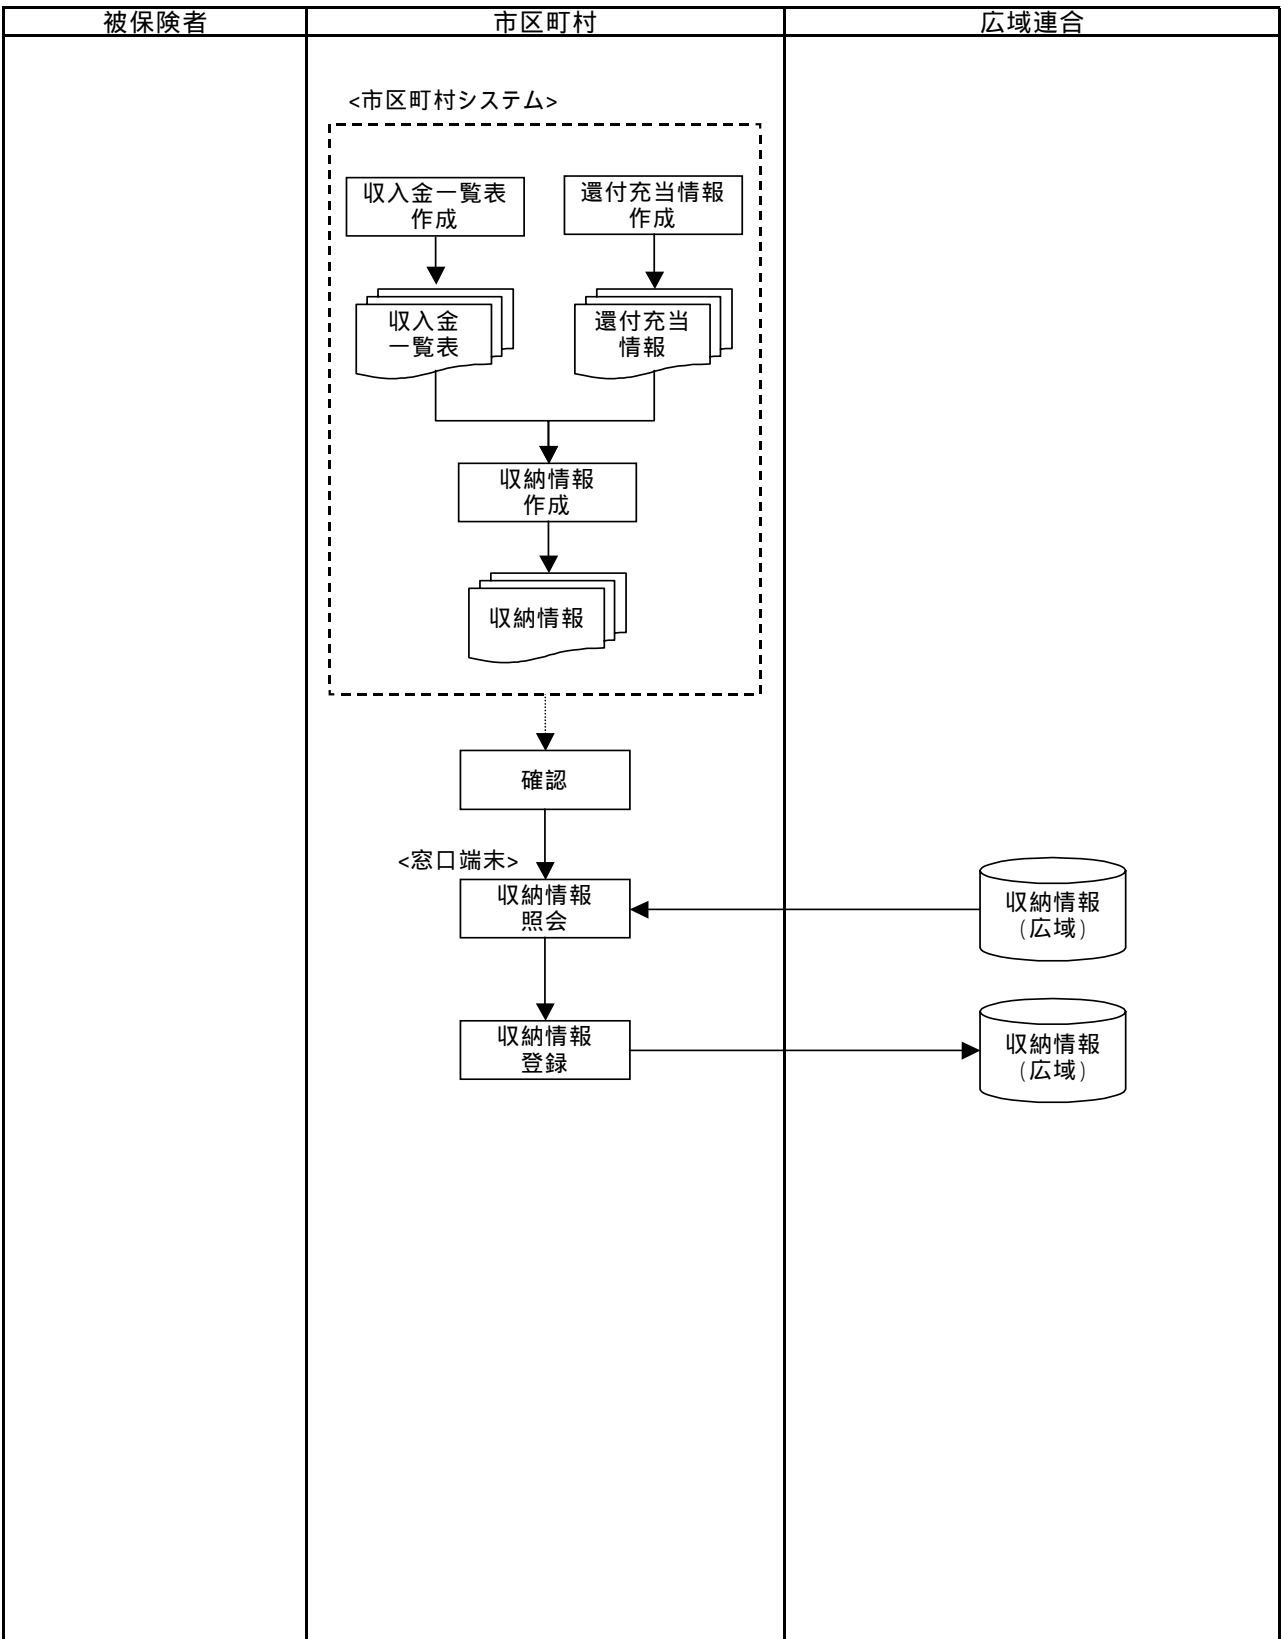 被保険者
市区町村
広域連合
<市区町村システム>
収入金一覧表
作成
還付充当情報
作成
収入金
一覧表
還付充当
情報
収納情報
作成
収納情報
確認
<窓口端末>
収納情報
照会
収納情報
（広域）
収納情報
登録
収納情報
（広域）